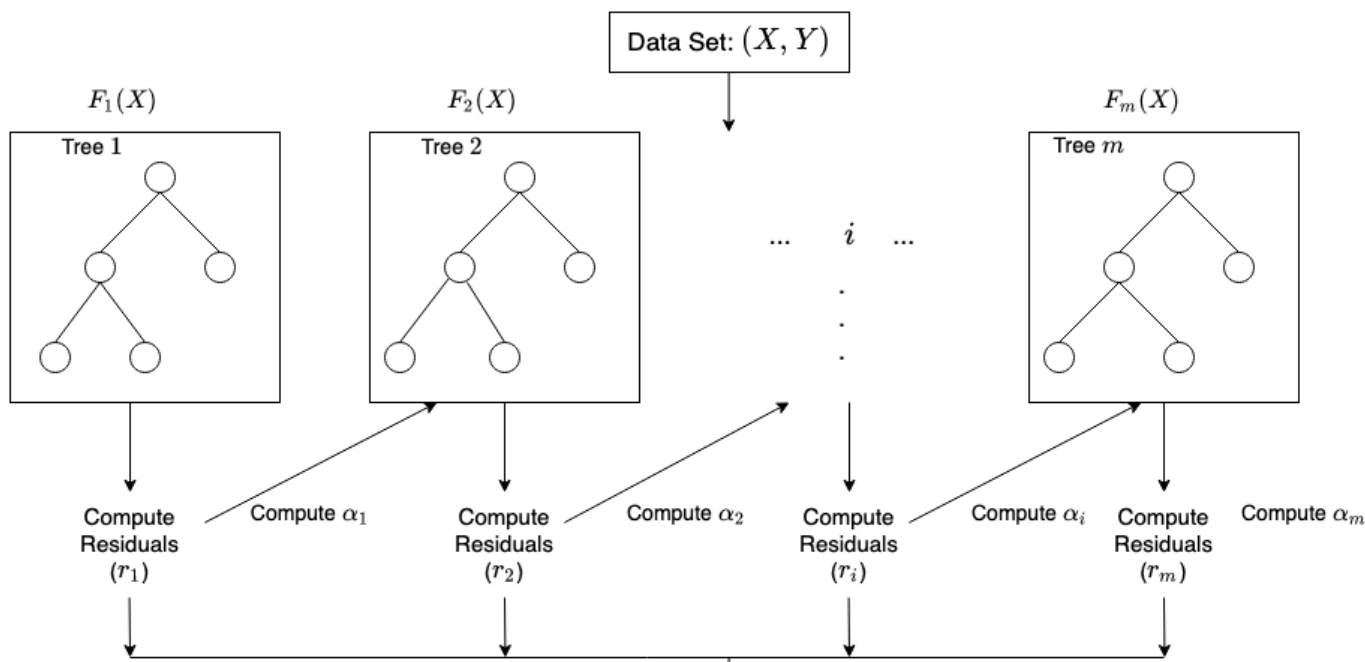 Data Set: (X, Y)
F₁(X)
F₂(X)
Fₘ(X)
Tree 1
Tree 2
Tree m
... i ...
.
.
.
Compute
Residuals
(r₁)
Compute α₁
Compute
Residuals
(r₂)
Compute α₂
Compute
Residuals
(rᵢ)
Compute αᵢ
Compute
Residuals
(rₘ)
Compute αₘ